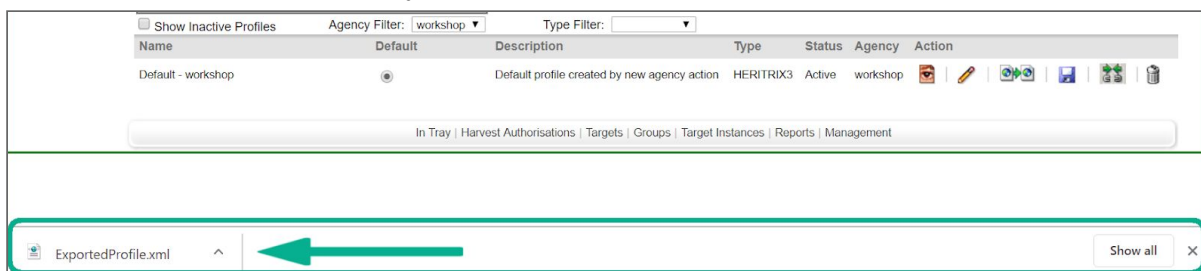 Show Inactive Profiles Agency Filter: workshop Type Filter:
Name Default Description Type Status Agency Action
Default - workshop Default profile created by new agency action HERITRIX3 Active workshop
In Tray | Harvest Authorisations | Targets | Groups | Target Instances | Reports | Management
ExportedProfile.xml Show all